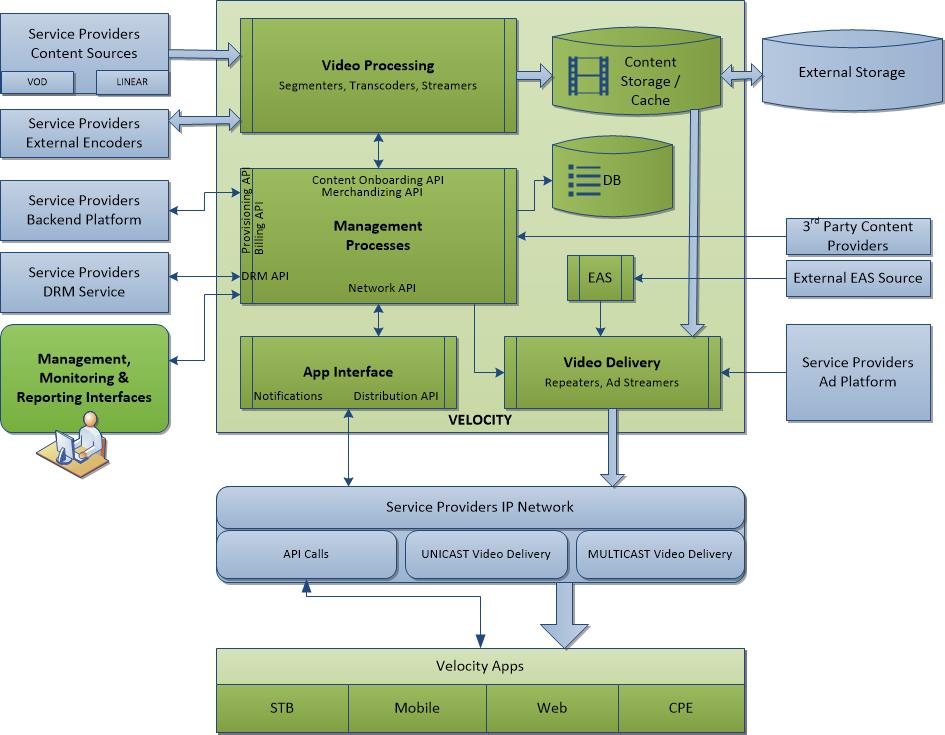 Service Providers
Content Sources
VOD
LINEAR
Service Providers
External Encoders
Service Providers
Backend Platform
Service Providers
DRM Service
Management,
Monitoring &
Reporting Interfaces
Video Processing
Segmenters, Transcoders, Streamers
Content
Storage /
Cache
External Storage
Content Onboarding API
Merchandizing API
Provisioning API
Billing API
Management
Processes
DRM API
Network API
DB
3rd Party Content
Providers
EAS
External EAS Source
App Interface
Notifications
Distribution API
Video Delivery
Repeaters, Ad Streamers
Service Providers
Ad Platform
VELOCITY
Service Providers IP Network
API Calls
UNICAST Video Delivery
MULTICAST Video Delivery
Velocity Apps
STB
Mobile
Web
CPE